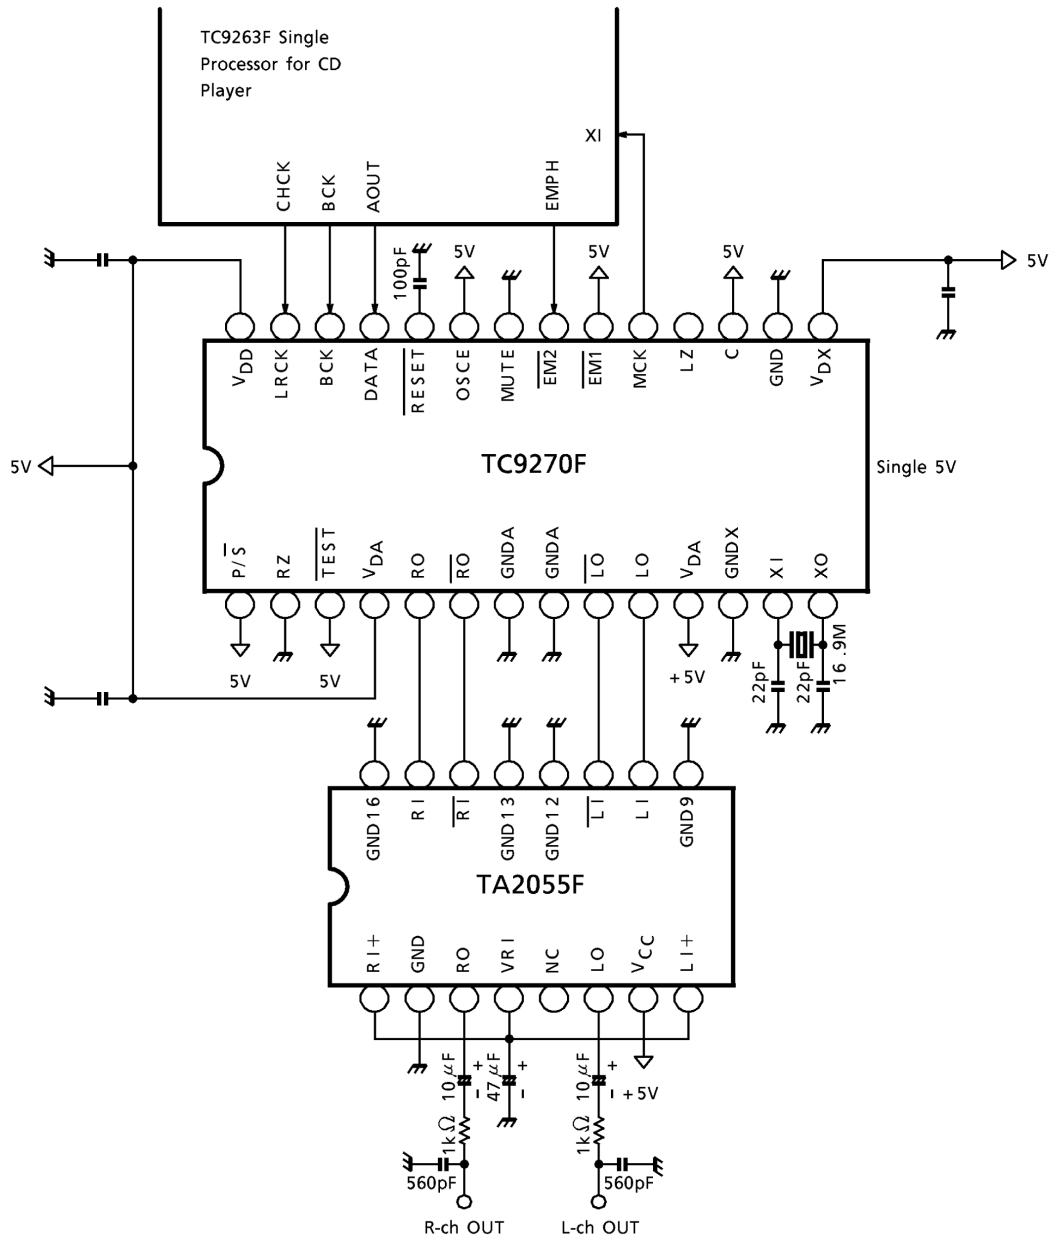 TC9263F Single
Processor for CD
Player
XI
CHCK
BCK
AOUT
EMPH
100pF
5V
5V
5V
5V
VDD
LRCK
BCK
DATA
RESET
OSCE
MUTE
EM2
EM1
MCK
LZ
C
GND
VDX
5V
TC9270F
Single 5V
P/S
RZ
TEST
VDA
RO
RO
GNDA
GNDA
LO
LO
VDA
GNDX
XI
XO
5V
5V
+5V
22pF
22pF
16.9M
GND16
RI
RI
GND13
GND12
LI
LI
GND9
TA2055F
RI+
GND
RO
VRI
NC
LO
VCC
LI+
10μF
+
-
47μF
+
-
10μF
+
-
+5V
1kΩ
1kΩ
560pF
560pF
R-ch OUT
L-ch OUT